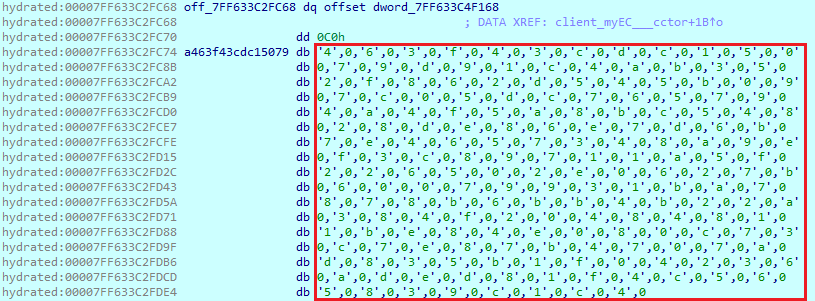 hydrated:00007FF633C2FC68 off_7FF633C2FC68 dq offset dword_7FF633C4F168
hydrated:00007FF633C2FC68 ; DATA XREF: client_myEC___cctor+1B↑o
hydrated:00007FF633C2FC70 dd 0C0h
hydrated:00007FF633C2FC74 a463f43cdc15079 db '4',0,'6',0,'3',0,'f',0,'4',0,'3',0,'c',0,'d',0,'c',0,'1',0,'5',0,'0'
hydrated:00007FF633C2FC8B db 0,'7',0,'9',0,'d',0,'9',0,'1',0,'c',0,'4',0,'a',0,'b',0,'3',0,'5',0
hydrated:00007FF633C2FCA2 db '2',0,'f',0,'8',0,'6',0,'2',0,'d',0,'5',0,'4',0,'5',0,'b',0,'0',0,'9'
hydrated:00007FF633C2FCB9 db 0,'7',0,'c',0,'0',0,'5',0,'d',0,'c',0,'7',0,'6',0,'5',0,'7',0,'9',0
hydrated:00007FF633C2FCD0 db '4',0,'a',0,'4',0,'f',0,'5',0,'a',0,'8',0,'b',0,'c',0,'5',0,'4',0,'8'
hydrated:00007FF633C2FCE7 db 0,'2',0,'8',0,'d',0,'e',0,'8',0,'6',0,'e',0,'7',0,'d',0,'6',0,'b',0
hydrated:00007FF633C2FCFE db '7',0,'e',0,'4',0,'6',0,'5',0,'7',0,'3',0,'4',0,'8',0,'a',0,'9',0,'e'
hydrated:00007FF633C2FD15 db 0,'f',0,'3',0,'c',0,'8',0,'9',0,'7',0,'1',0,'1',0,'a',0,'5',0,'f',0
hydrated:00007FF633C2FD2C db '2',0,'2',0,'6',0,'5',0,'0',0,'2',0,'e',0,'0',0,'6',0,'2',0,'7',0,'b'
hydrated:00007FF633C2FD43 db 0,'6',0,'0',0,'0',0,'7',0,'9',0,'9',0,'3',0,'1',0,'b',0,'a',0,'7',0
hydrated:00007FF633C2FD5A db '8',0,'7',0,'8',0,'b',0,'6',0,'b',0,'b',0,'4',0,'b',0,'2',0,'2',0,'a'
hydrated:00007FF633C2FD71 db 0,'3',0,'8',0,'4',0,'f',0,'2',0,'0',0,'4',0,'8',0,'4',0,'8',0,'1',0
hydrated:00007FF633C2FD88 db '1',0,'b',0,'e',0,'8',0,'4',0,'e',0,'0',0,'8',0,'0',0,'c',0,'7',0,'3'
hydrated:00007FF633C2FD9F db 0,'c',0,'7',0,'e',0,'8',0,'7',0,'b',0,'4',0,'7',0,'0',0,'7',0,'a',0
hydrated:00007FF633C2FDB6 db 'd',0,'8',0,'3',0,'5',0,'b',0,'1',0,'f',0,'0',0,'4',0,'2',0,'3',0,'6'
hydrated:00007FF633C2FDCD db 0,'a',0,'d',0,'e',0,'d',0,'8',0,'1',0,'f',0,'4',0,'c',0,'5',0,'6',0
hydrated:00007FF633C2FDE4 db '5',0,'8',0,'3',0,'9',0,'c',0,'1',0,'c',0,'4',0